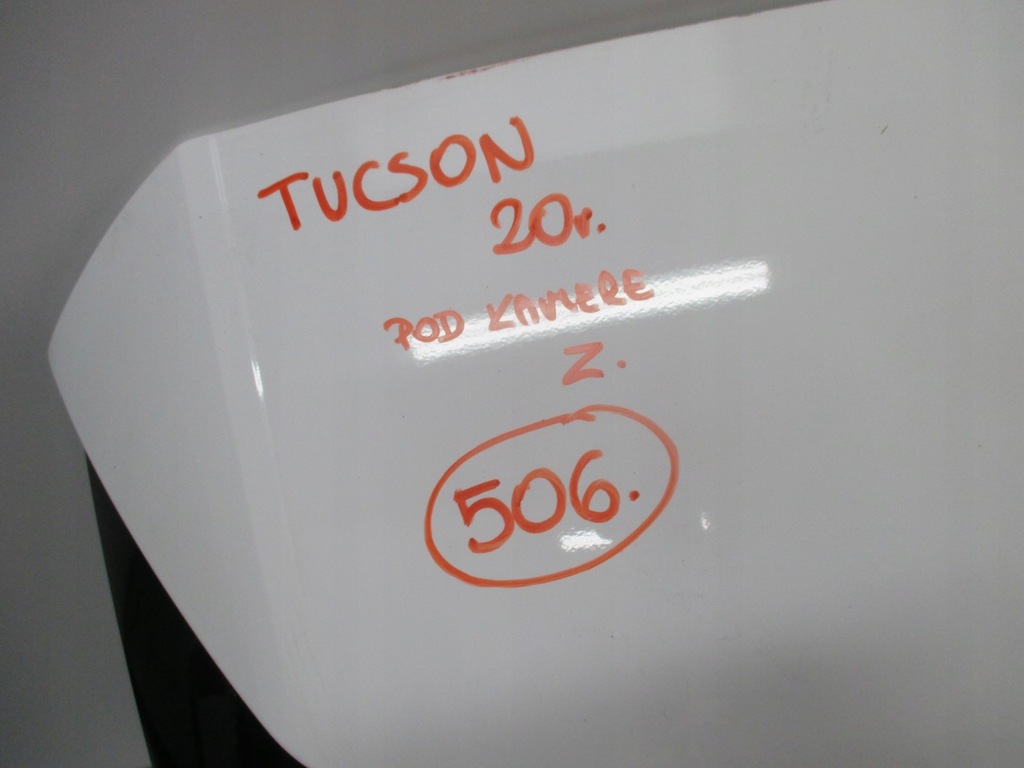 TUCSON
20r.
POD KAMERE
Z.
506.